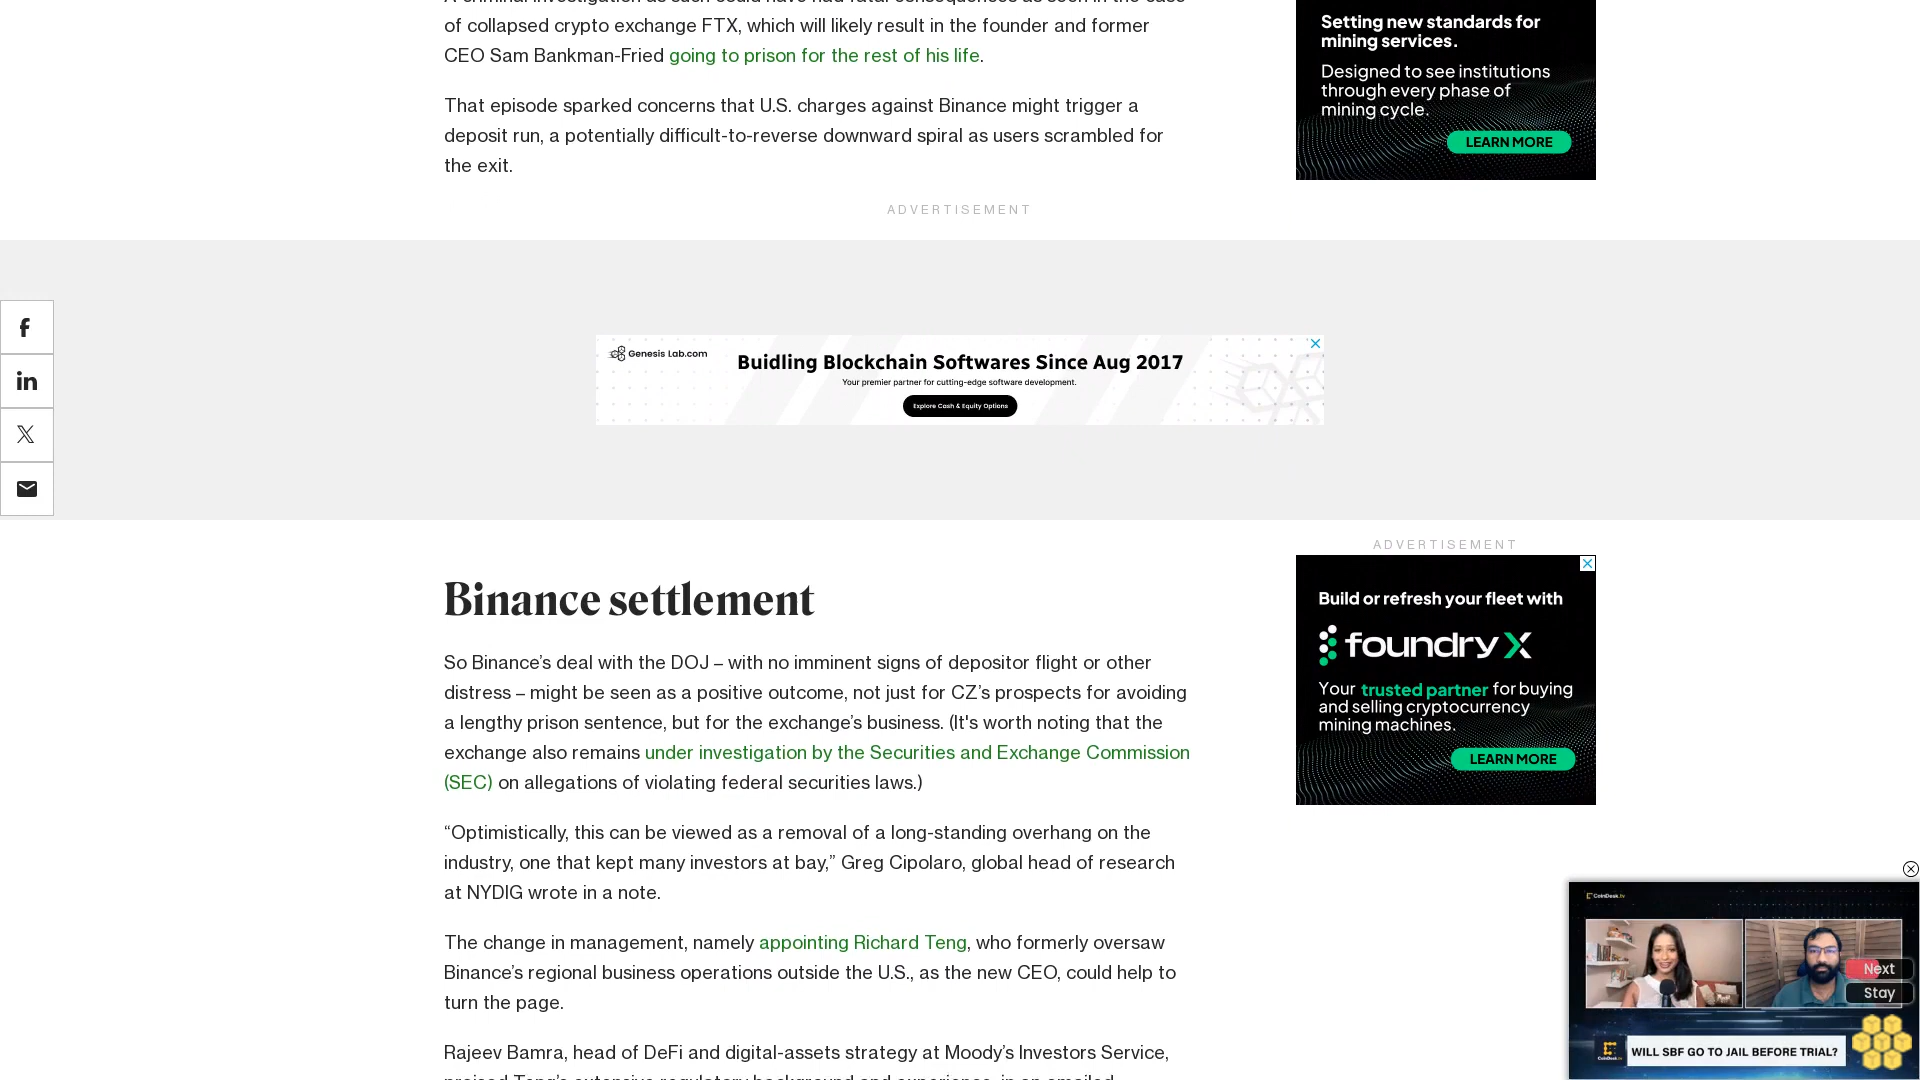 of collapsed crypto exchange FTX, which will likely result in the founder and former
CEO Sam Bankman-Fried going to prison for the rest of his life.
That episode sparked concerns that U.S. charges against Binance might trigger a
deposit run, a potentially difficult-to-reverse downward spiral as users scrambled for
the exit.
Setting new standards for
mining services.
Designed to see institutions
through every phase of
mining cycle.
LEARN MORE
ADVERTISEMENT
Genesis Lab.com
Buidling Blockchain Softwares Since Aug 2017
Your premier partner for cutting-edge software development.
Explore Cash & Equity Options
Binance settlement
So Binance’s deal with the DOJ – with no imminent signs of depositor flight or other
distress – might be seen as a positive outcome, not just for CZ’s prospects for avoiding
a lengthy prison sentence, but for the exchange’s business. (It's worth noting that the
exchange also remains under investigation by the Securities and Exchange Commission
(SEC) on allegations of violating federal securities laws.)
“Optimistically, this can be viewed as a removal of a long-standing overhang on the
industry, one that kept many investors at bay,” Greg Cipolaro, global head of research
at NYDIG wrote in a note.
The change in management, namely appointing Richard Teng, who formerly oversaw
Binance’s regional business operations outside the U.S., as the new CEO, could help to
turn the page.
Rajeev Bamra, head of DeFi and digital-assets strategy at Moody’s Investors Service,
ADVERTISEMENT
Build or refresh your fleet with
foundry X
Your trusted partner for buying
and selling cryptocurrency
mining machines.
LEARN MORE
CoinDesk.tv
Next
Stay
CoinDesk.tv
WILL SBF GO TO JAIL BEFORE TRIAL?